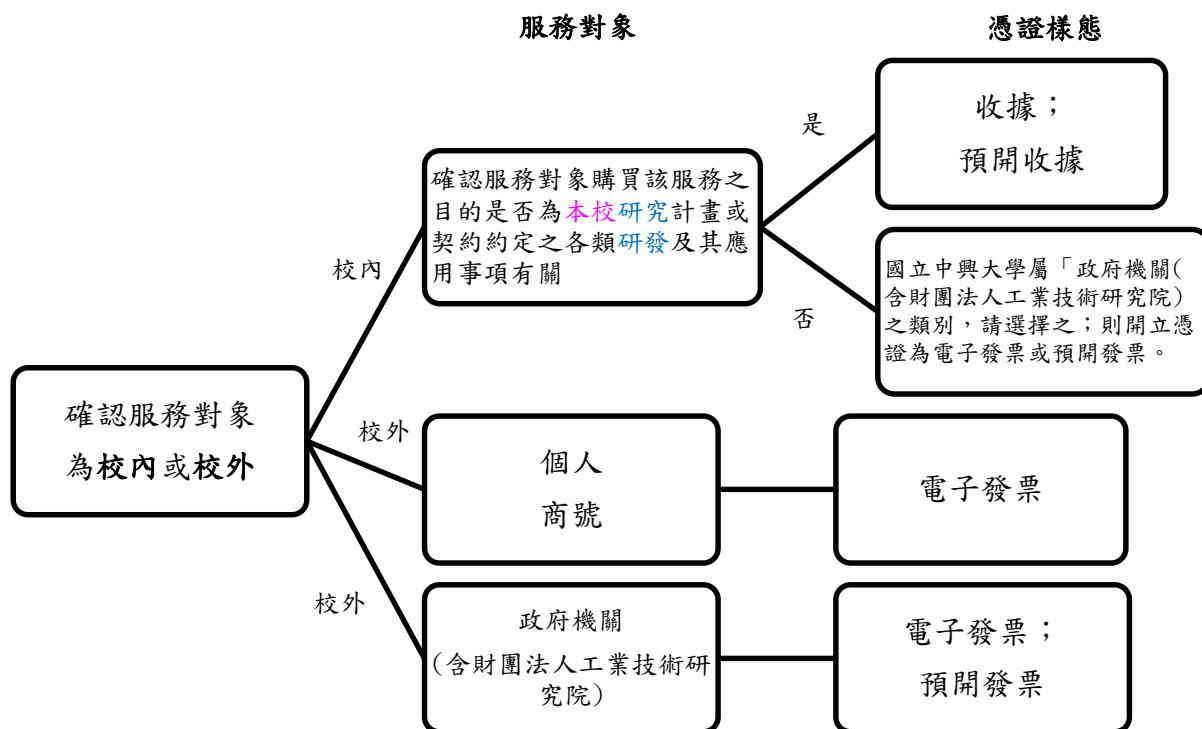 服務對象
憑證樣態
收據；
預開收據
是
確認服務對象購買該服務之
目的是否為本校研究計畫或
契約約定之各類研發及其應
用事項有關
校內
國立中興大學屬「政府機關(
含財團法人工業技術研究院)
之類別，請選擇之；則開立憑
證為電子發票或預開發票。
否
確認服務對象
為校內或校外
校外
個人
商號
電子發票
校外
政府機關
(含財團法人工業技術研
究院)
電子發票；
預開發票